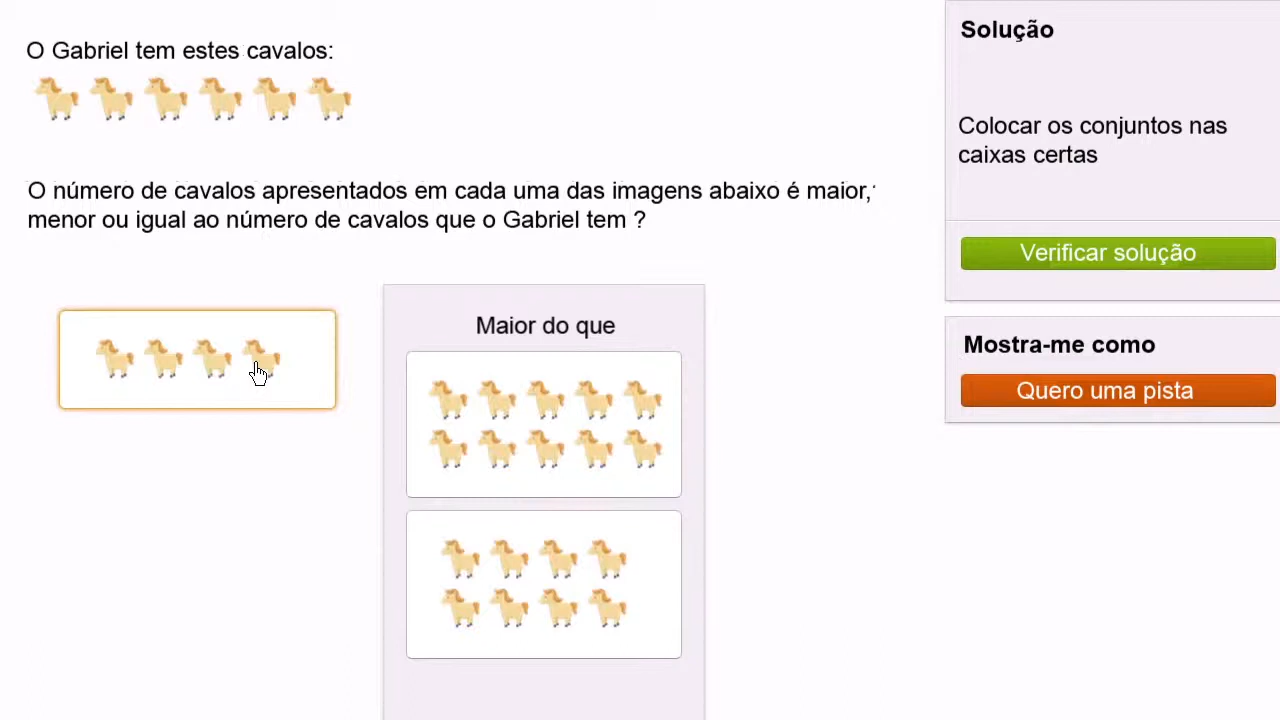 O Gabriel tem estes cavalos:
O número de cavalos apresentados em cada uma das imagens abaixo é maior,
menor ou igual ao número de cavalos que o Gabriel tem ?
Maior do que
Solução
Colocar os conjuntos nas
caixas certas
Verificar solução
Mostra-me como
Quero uma pista